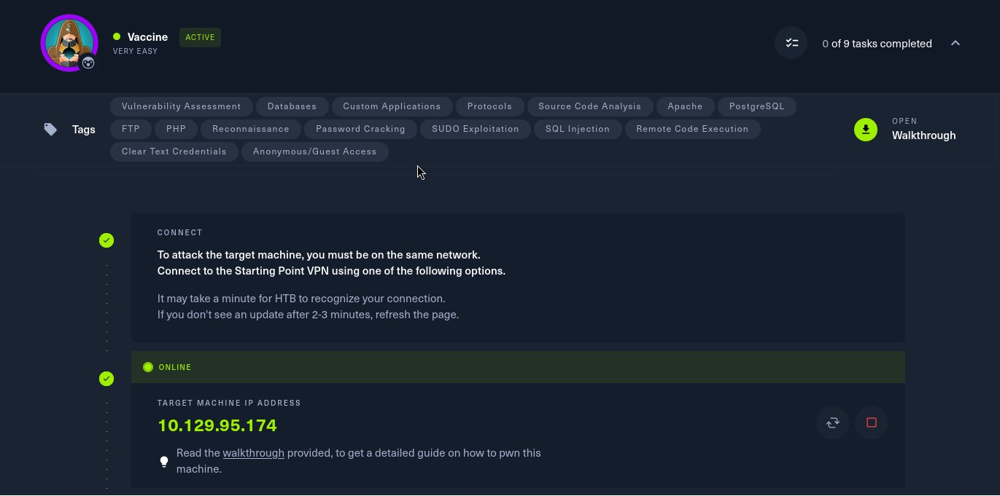 Vaccine ACTIVE
VERY EASY
0 of 9 tasks completed
Tags
Vulnerability Assessment Databases Custom Applications Protocols Source Code Analysis Apache PostgreSQL
FTP PHP Reconnaissance Password Cracking SUDO Exploitation SQL Injection Remote Code Execution
Clear Text Credentials Anonymous/Guest Access
OPEN
Walkthrough
CONNECT
To attack the target machine, you must be on the same network.
Connect to the Starting Point VPN using one of the following options.
It may take a minute for HTB to recognize your connection.
If you don't see an update after 2-3 minutes, refresh the page.
ONLINE
TARGET MACHINE IP ADDRESS
10.129.95.174
Read the walkthrough provided, to get a detailed guide on how to pwn this
machine.